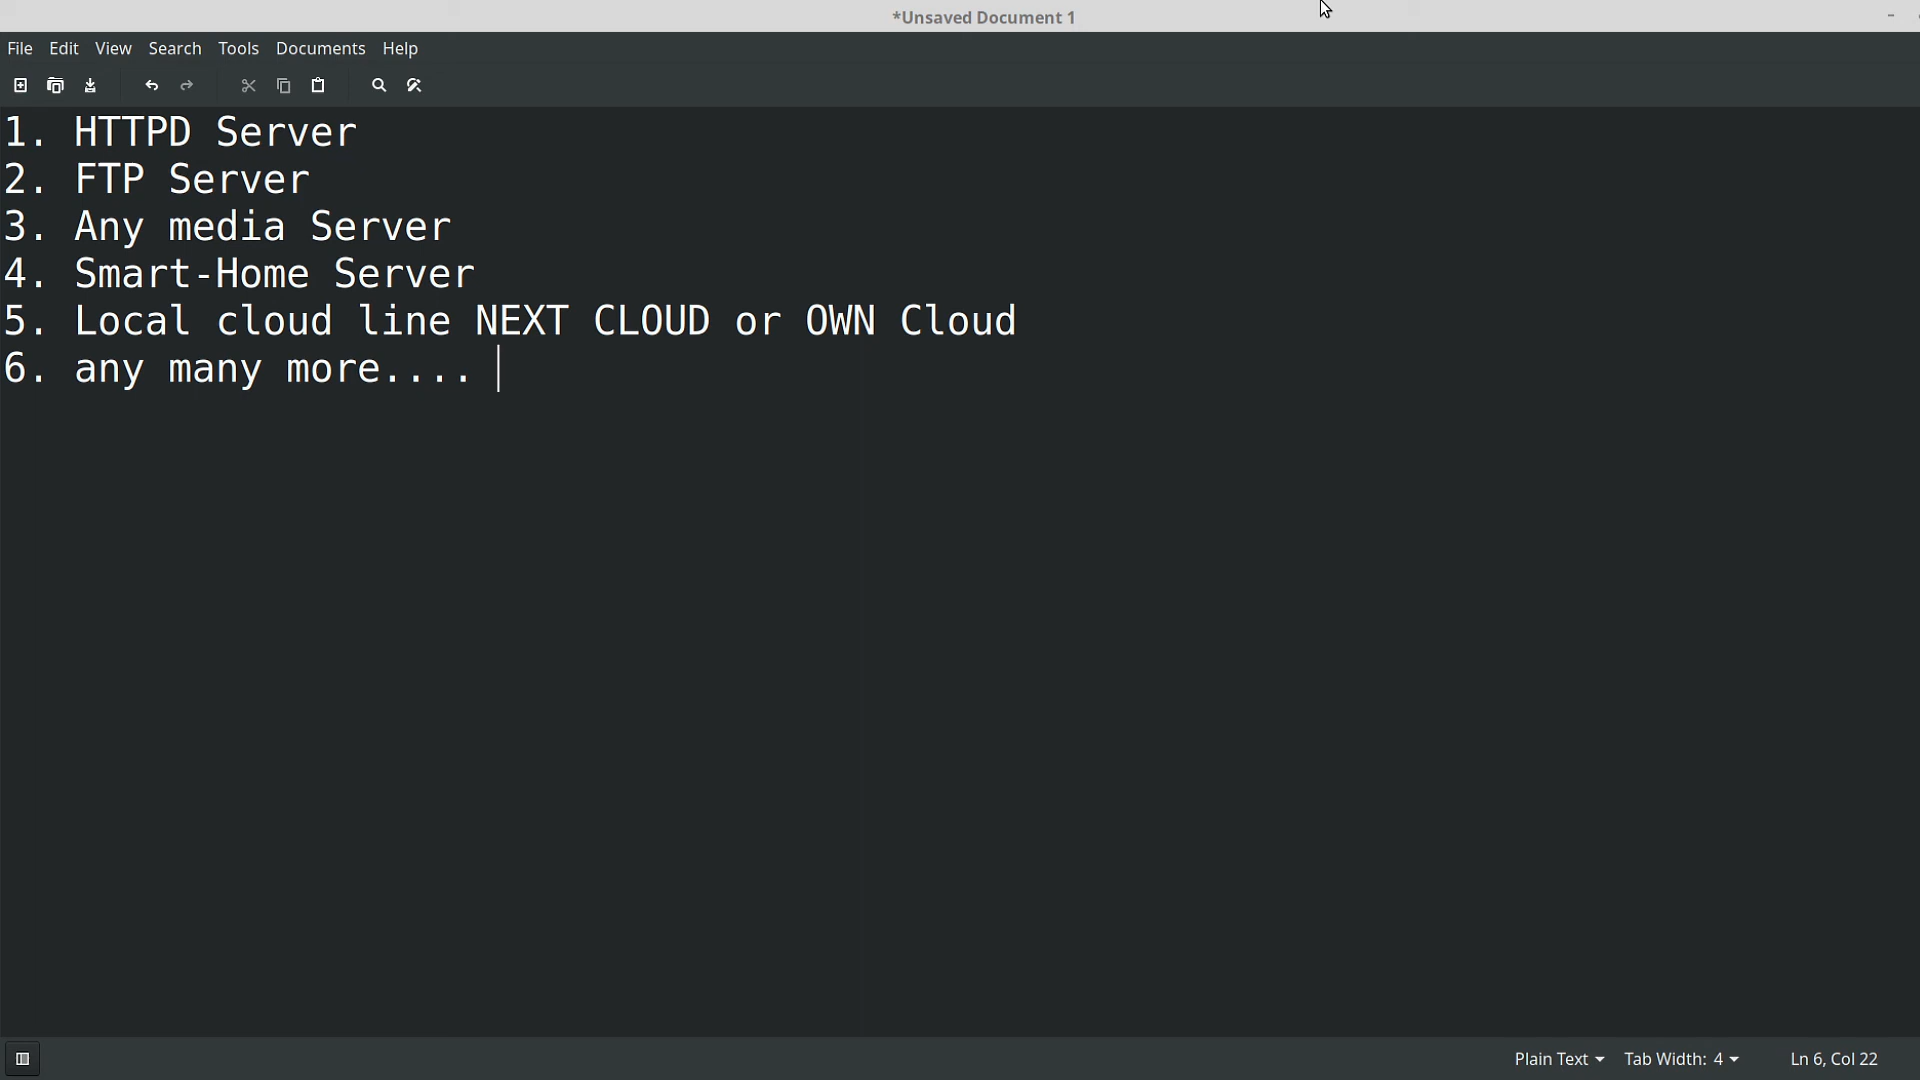 *Unsaved Document 1
File Edit View Search Tools Documents Help
1. HTTPD Server
2. FTP Server
3. Any media Server
4. Smart-Home Server
5. Local cloud line NEXT CLOUD or OWN Cloud
6. any many more....
Plain Text Tab Width: 4 Ln 6, Col 22